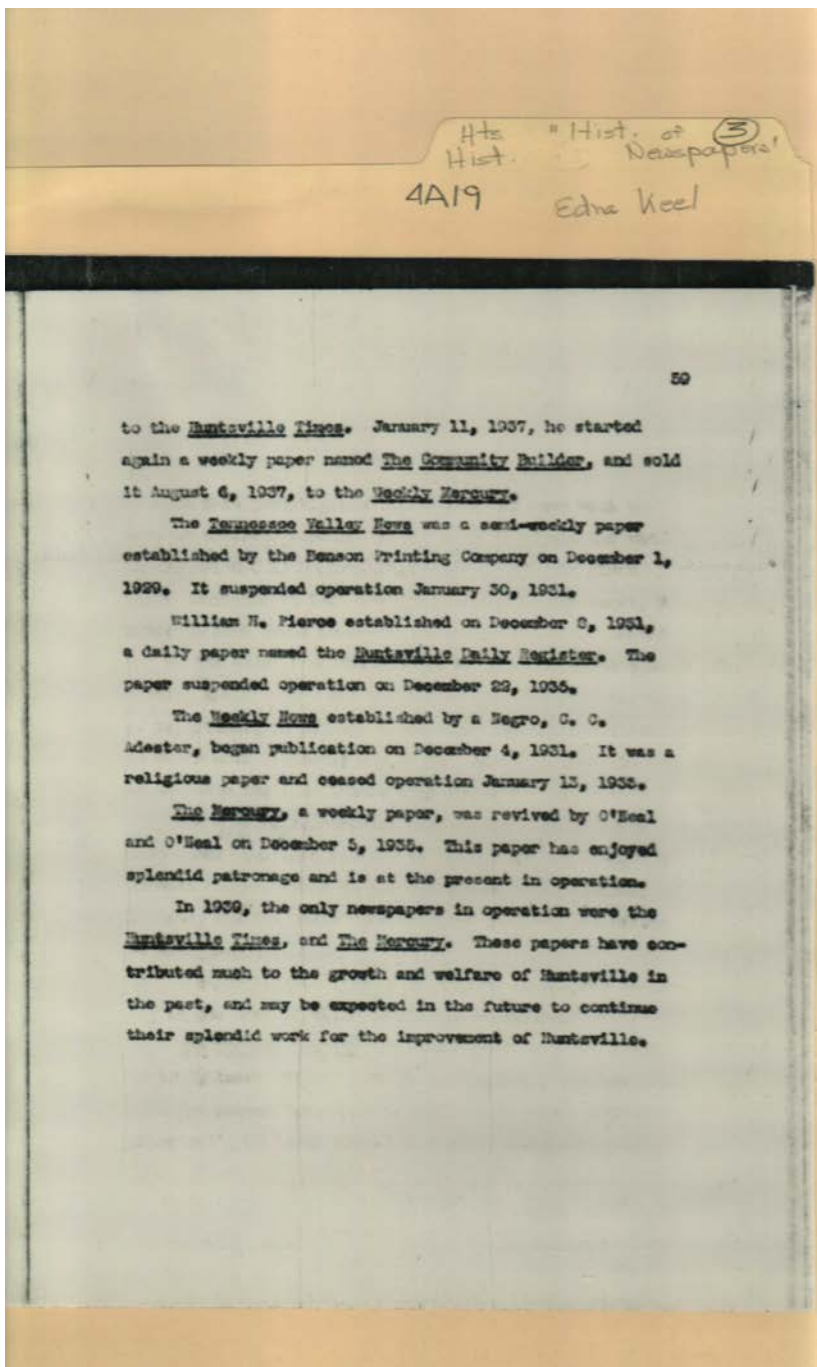 Hts "Hist. of ③
Hist. Newspapers"
4A19 Edna Keel
59
to the Huntsville Times. January 11, 1937, he started
again a weekly paper named The Community Builder, and sold
it August 6, 1937, to the Weekly Mercury.
The Tennessee Valley News was a semi-weekly paper
established by the Benson Printing Company on December 1,
1929. It suspended operation January 30, 1931.
William H. Pierce established on December 8, 1931,
a daily paper named the Huntsville Daily Register. The
paper suspended operation on December 22, 1935.
The Weekly News established by a Negro, C. C.
Adester, began publication on December 4, 1931. It was a
religious paper and ceased operation January 13, 1935.
The Mercury, a weekly paper, was revived by O'Neal
and O'Neal on December 5, 1935. This paper has enjoyed
splendid patronage and is at the present in operation.
In 1939, the only newspapers in operation were the
Huntsville Times, and The Mercury. These papers have con-
tributed much to the growth and welfare of Huntsville in
the past, and may be expected in the future to continue
their splendid work for the improvement of Huntsville.